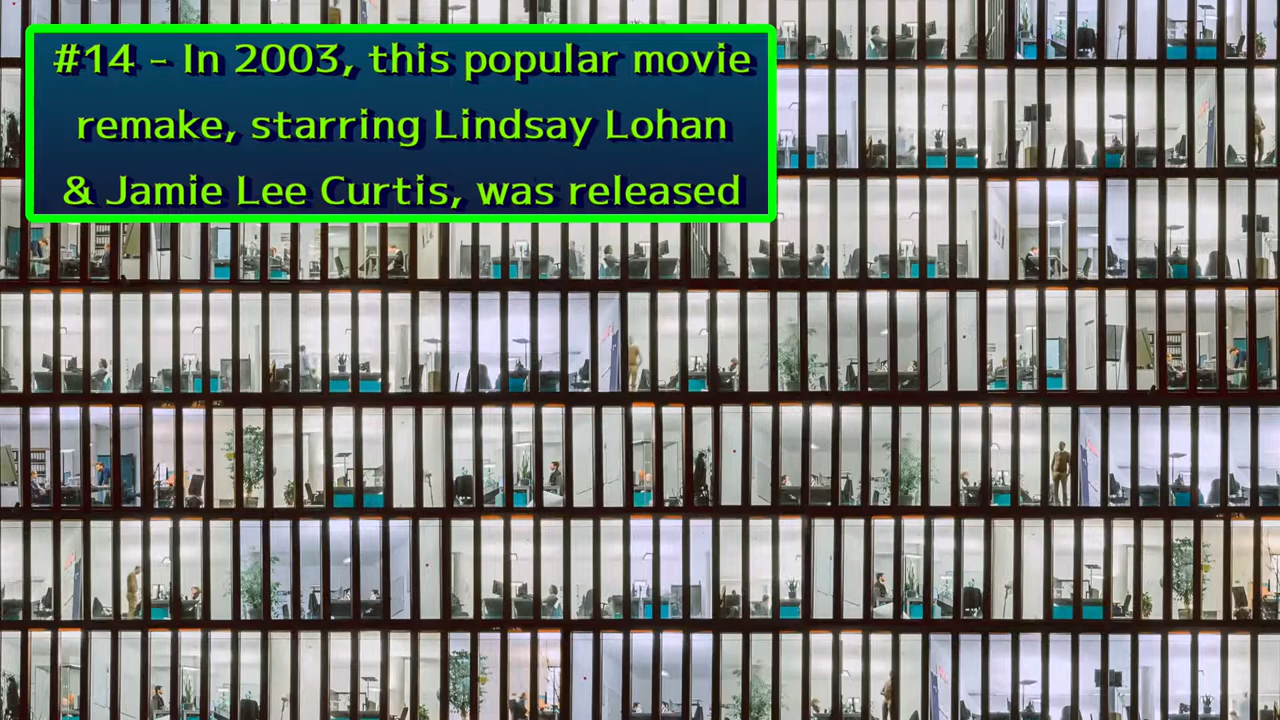 #14 - In 2003, this popular movie
remake, starring Lindsay Lohan
& Jamie Lee Curtis, was released